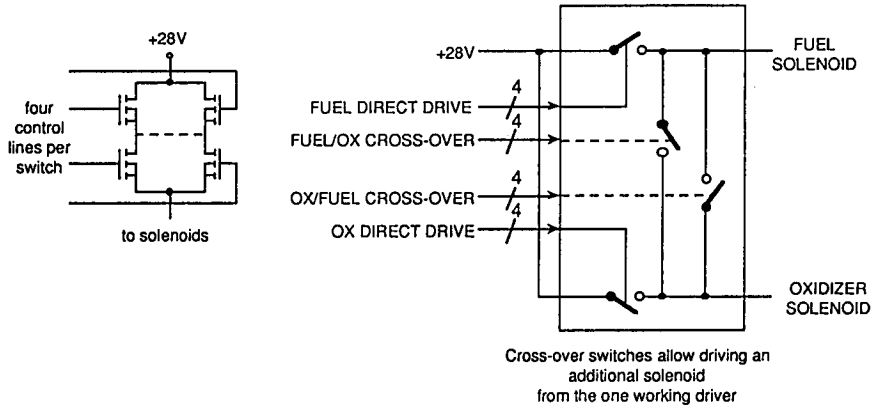 +28V
four
control
lines per
switch
to solenoids
+28V
FUEL
SOLENOID
4
FUEL DIRECT DRIVE
4
FUEL/OX CROSS-OVER
4
OX/FUEL CROSS-OVER
4
OX DIRECT DRIVE
OXIDIZER
SOLENOID
Cross-over switches allow driving an
additional solenoid
from the one working driver